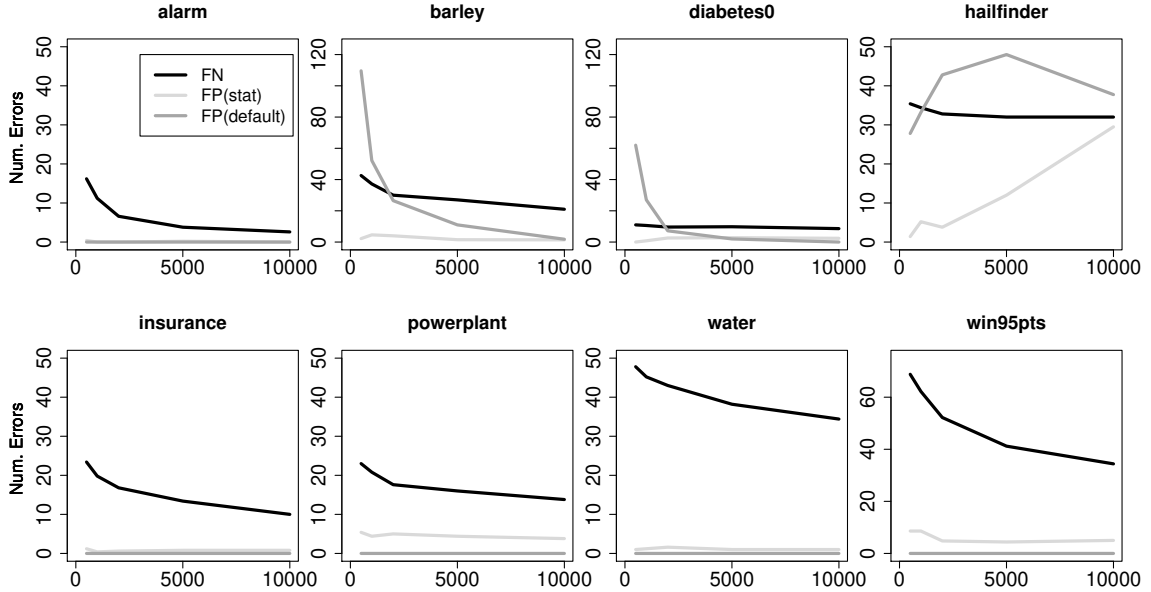 alarm
barley
diabetes0
hailfinder
Num. Errors
0 10 20 30 40 50
FN
FP(stat)
FP(default)
0 5000 10000
0 40 80 120
0 5000 10000
0 40 80 120
0 5000 10000
0 10 20 30 40 50
0 5000 10000
insurance
powerplant
water
win95pts
Num. Errors
0 10 20 30 40 50
0 5000 10000
0 10 20 30 40 50
0 5000 10000
0 10 20 30 40 50
0 5000 10000
0 20 40 60
0 5000 10000